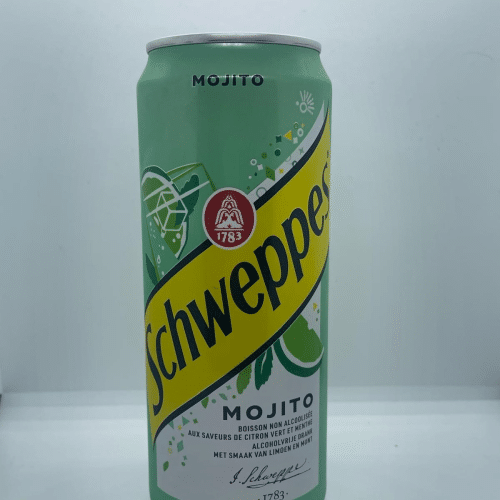 MOJITO
1783
Schweppes
MOJITO
BOISSON NON ALCOOLISÉE
AUX SAVEURS DE CITRON VERT ET MENTHE
ALCOHOLVRIJE DRANK
MET SMAAK VAN LIMOEN EN MUNT
J. Schweppe
·1783·